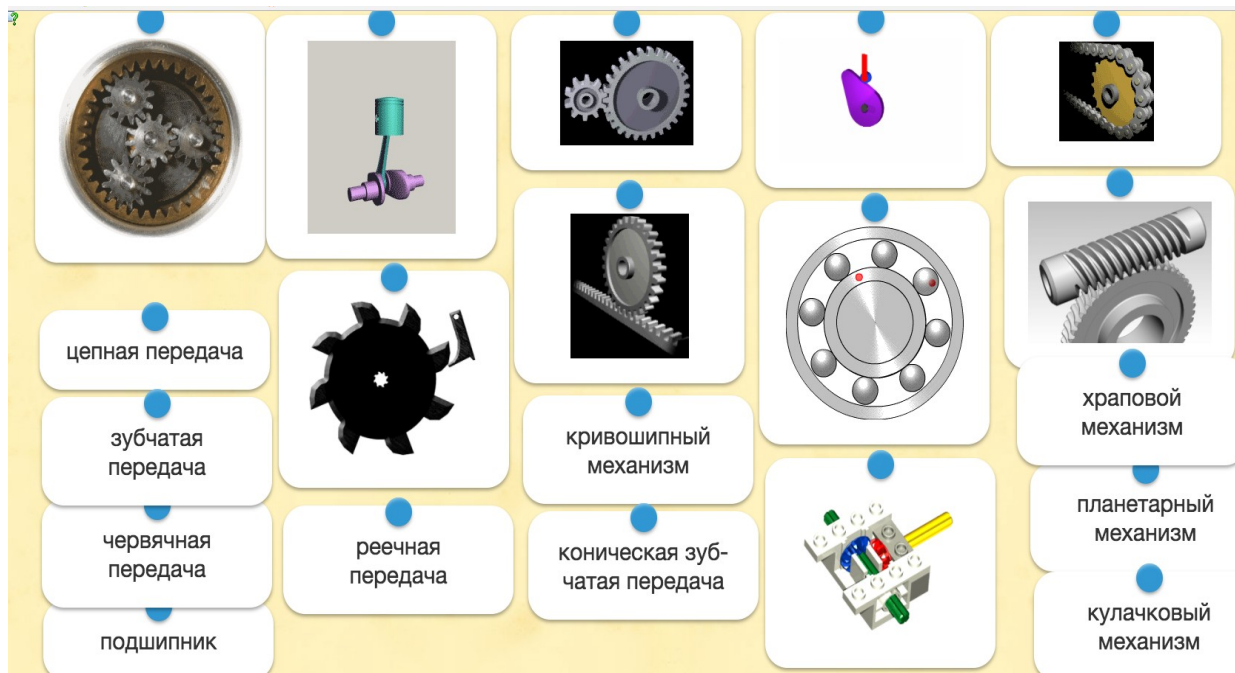 ?
цепная передача
зубчатая
передача
червячная
передача
подшипник
реечная
передача
кривошипный
механизм
коническая зуб-
чатая передача
храповой
механизм
планетарный
механизм
кулачковый
механизм